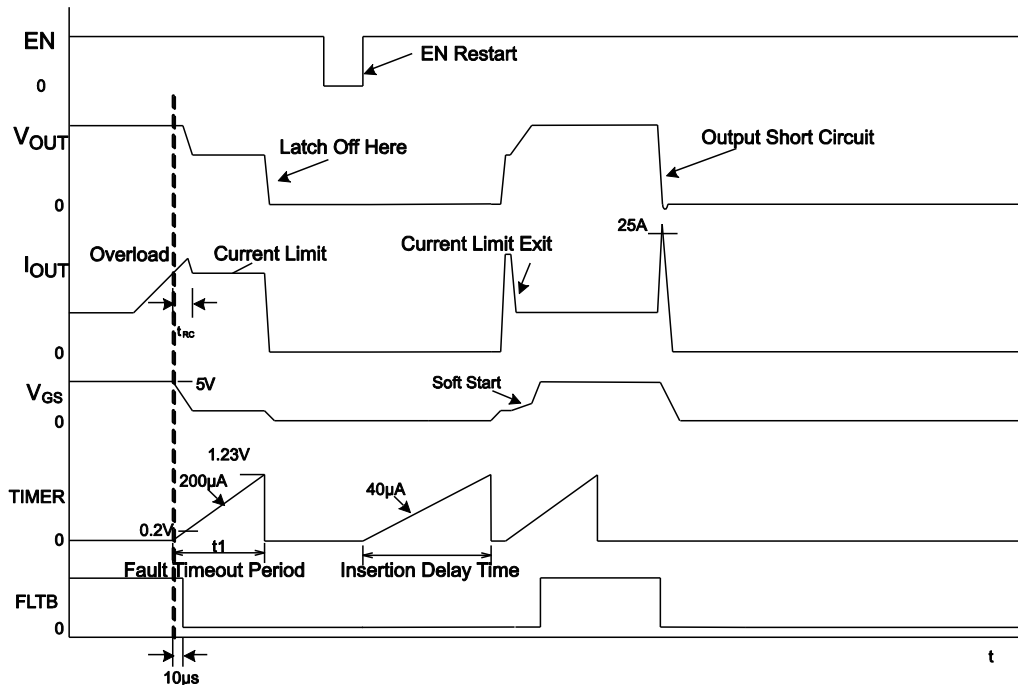 EN
0
EN Restart
VOUT
0
Latch Off Here
Output Short Circuit
25A
Overload
IOUT
Current Limit
Current Limit Exit
tRC
0
VGS
5V
0
Soft Start
1.23V
200µA
TIMER
0.2V
0
40µA
t1
Fault Timeout Period
Insertion Delay Time
FLTB
0
t
10µs